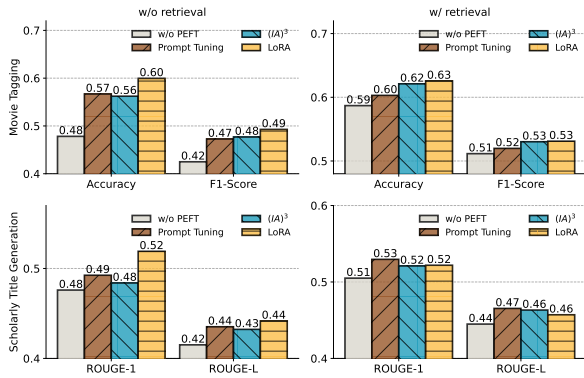 w/o retrieval
w/ retrieval
Movie Tagging
0.7
0.6
0.5
0.4
w/o PEFT
Prompt Tuning
(IA)³
LoRA
0.48
0.57
0.56
0.60
0.42
0.47
0.48
0.49
Accuracy
F1-Score
0.7
0.6
0.5
w/o PEFT
Prompt Tuning
(IA)³
LoRA
0.59
0.60
0.62
0.63
0.51
0.52
0.53
0.53
Accuracy
F1-Score
Scholarly Title Generation
0.5
0.4
w/o PEFT
Prompt Tuning
(IA)³
LoRA
0.48
0.49
0.48
0.52
0.42
0.44
0.43
0.44
ROUGE-1
ROUGE-L
0.6
0.5
0.4
w/o PEFT
Prompt Tuning
(IA)³
LoRA
0.51
0.53
0.52
0.52
0.44
0.47
0.46
0.46
ROUGE-1
ROUGE-L